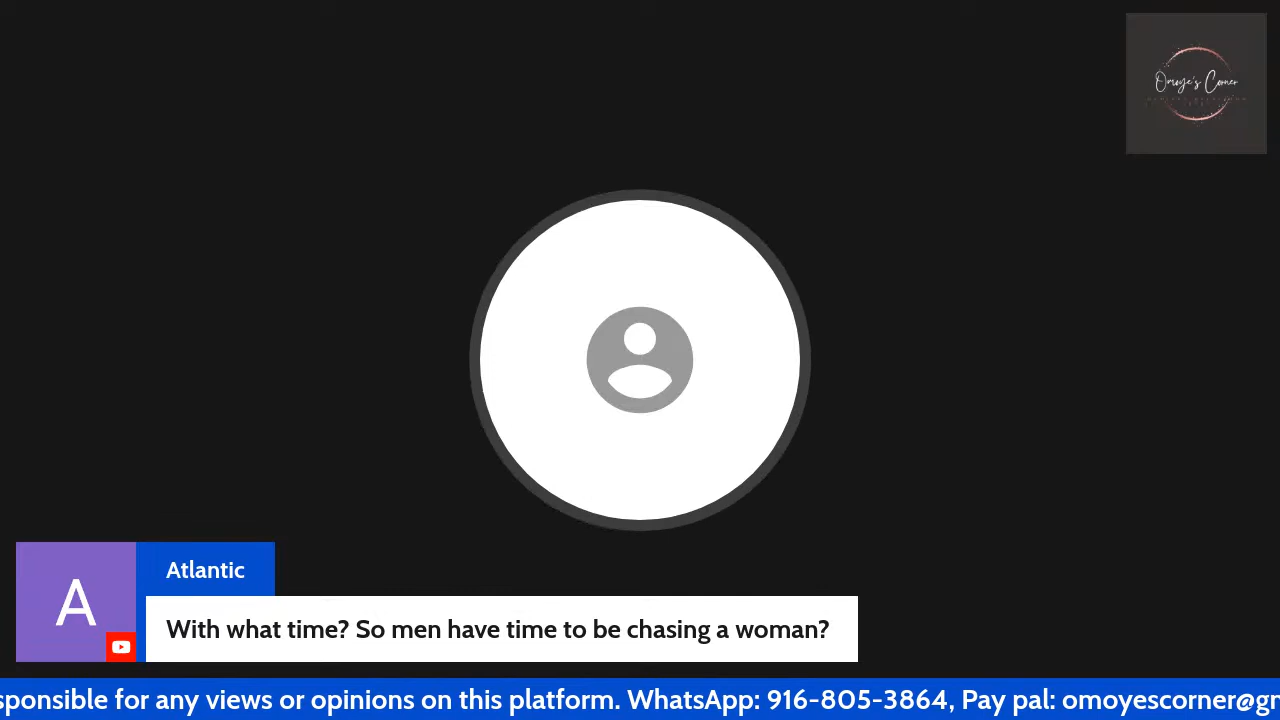 Omoye's Corner
A
Atlantic
With what time? So men have time to be chasing a woman?
sponsible for any views or opinions on this platform. WhatsApp: 916-805-3864, Pay pal: omoyescorner@gm